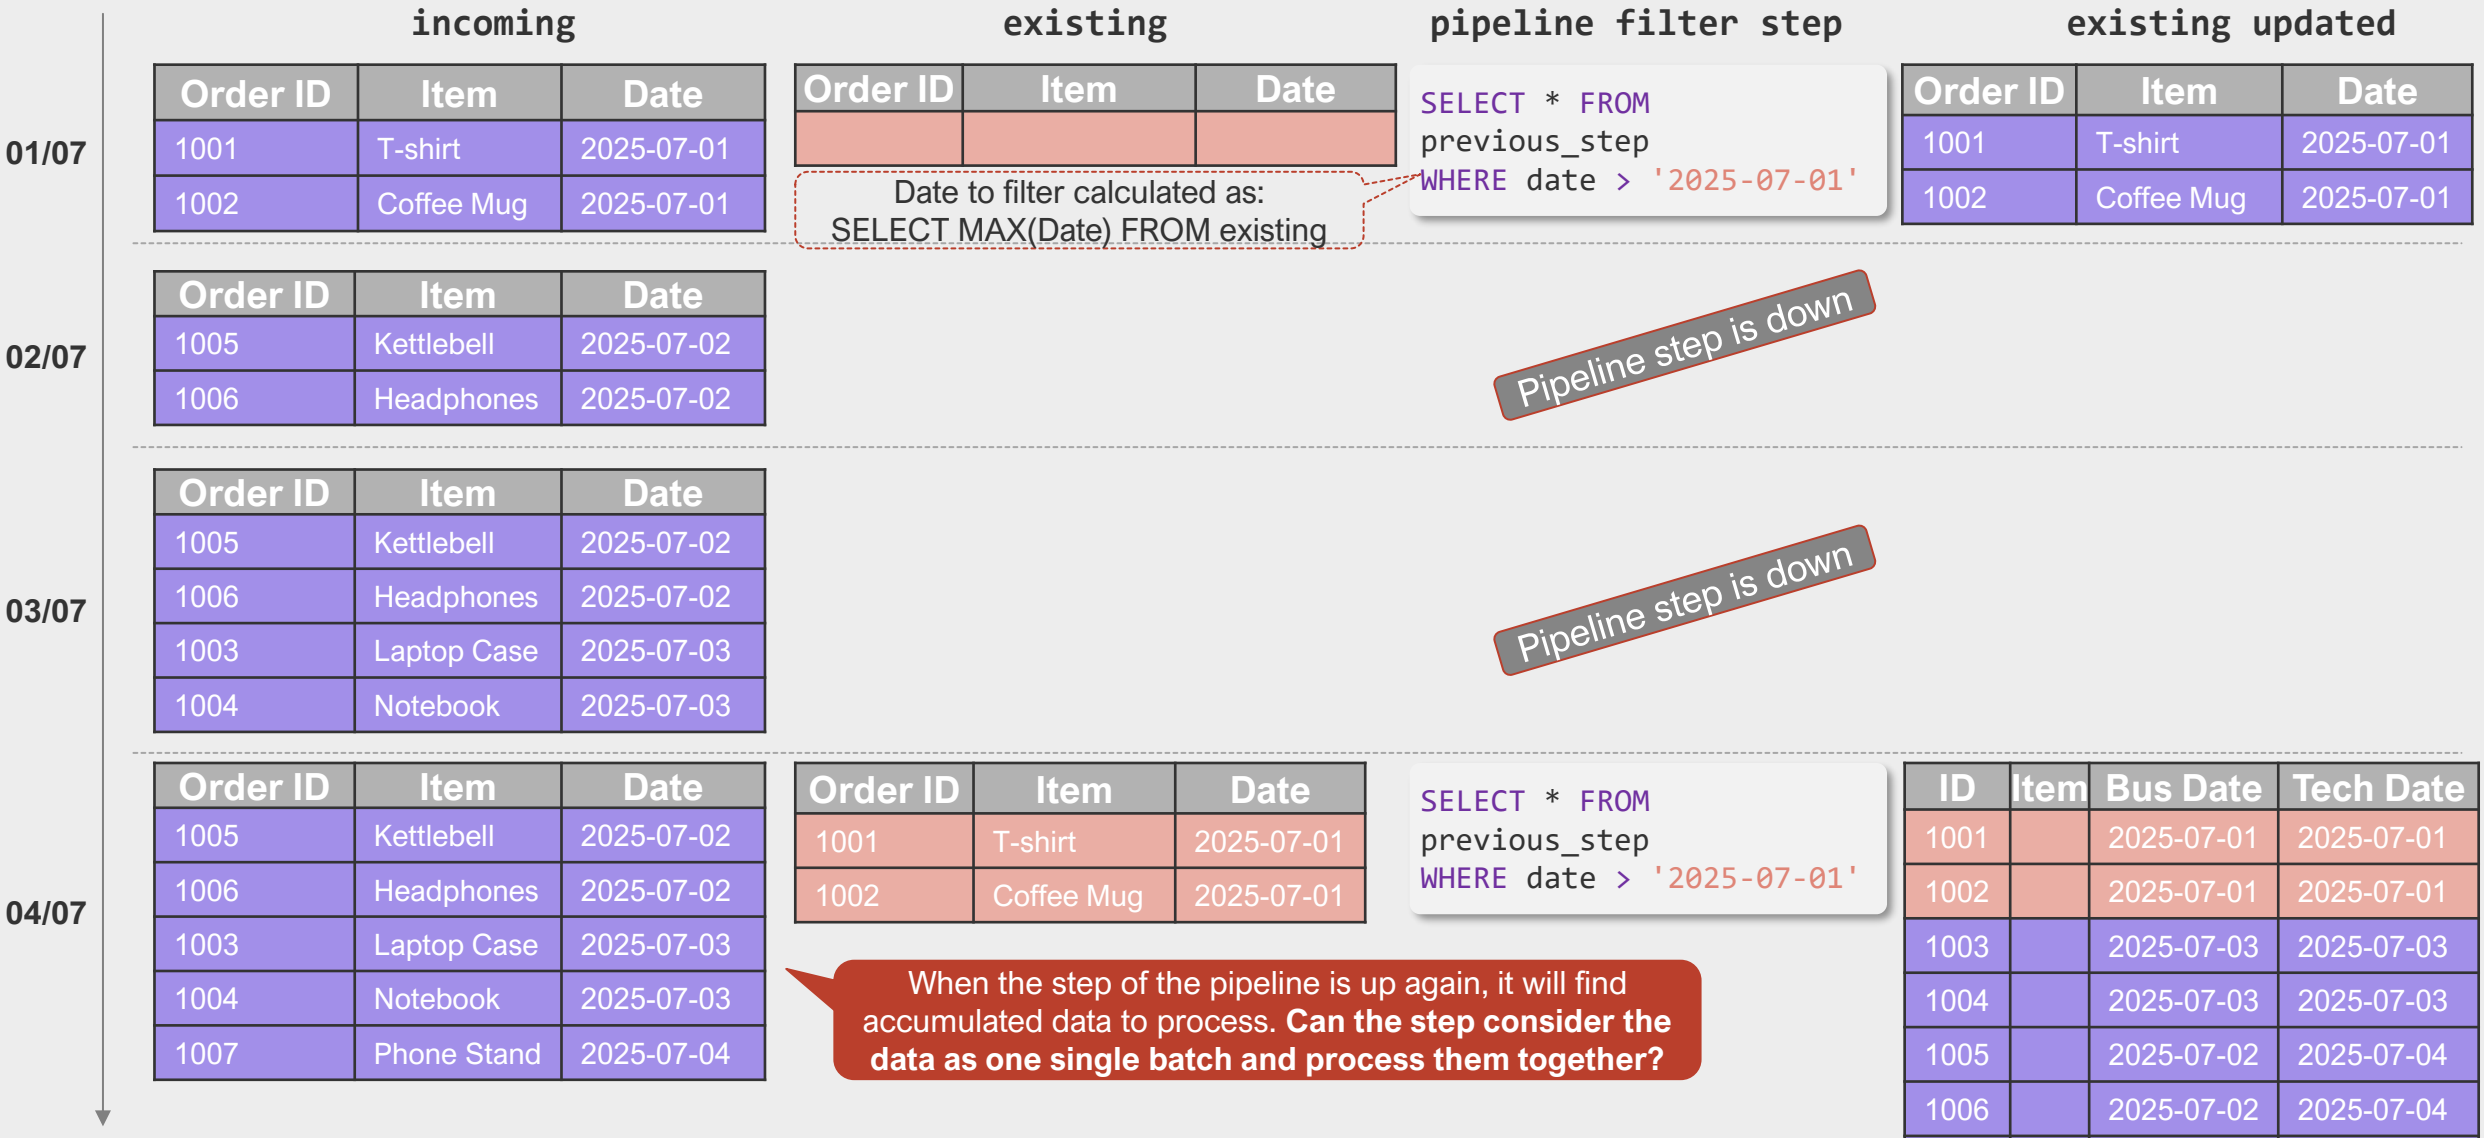 incoming existing pipeline filter step existing updated
01/07
Order ID Item Date
1001 T-shirt 2025-07-01
1002 Coffee Mug 2025-07-01
Order ID Item Date
Date to filter calculated as:
SELECT MAX(Date) FROM existing
SELECT * FROM
previous_step
WHERE date > '2025-07-01'
Order ID Item Date
1001 T-shirt 2025-07-01
1002 Coffee Mug 2025-07-01
02/07
Order ID Item Date
1005 Kettlebell 2025-07-02
1006 Headphones 2025-07-02
Pipeline step is down
03/07
Order ID Item Date
1005 Kettlebell 2025-07-02
1006 Headphones 2025-07-02
1003 Laptop Case 2025-07-03
1004 Notebook 2025-07-03
Pipeline step is down
04/07
Order ID Item Date
1005 Kettlebell 2025-07-02
1006 Headphones 2025-07-02
1003 Laptop Case 2025-07-03
1004 Notebook 2025-07-03
1007 Phone Stand 2025-07-04
Order ID Item Date
1001 T-shirt 2025-07-01
1002 Coffee Mug 2025-07-01
When the step of the pipeline is up again, it will find
accumulated data to process. Can the step consider the
data as one single batch and process them together?
SELECT * FROM
previous_step
WHERE date > '2025-07-01'
ID Item Bus Date Tech Date
1001 2025-07-01 2025-07-01
1002 2025-07-01 2025-07-01
1003 2025-07-03 2025-07-03
1004 2025-07-03 2025-07-03
1005 2025-07-02 2025-07-04
1006 2025-07-02 2025-07-04